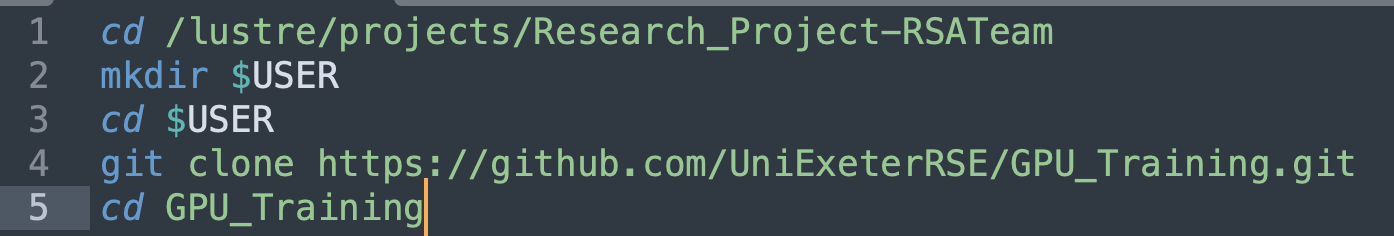 1 cd /lustre/projects/Research_Project-RSATeam
2 mkdir $USER
3 cd $USER
4 git clone https://github.com/UniExeterRSE/GPU_Training.git
5 cd GPU_Training